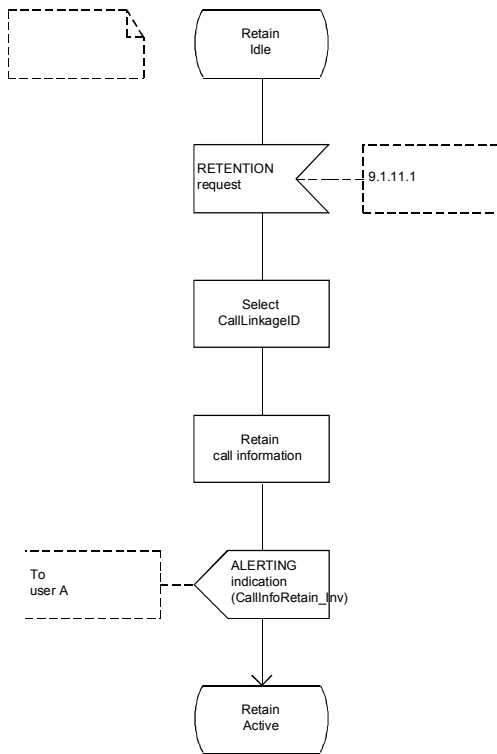 Retain
Idle
RETENTION
request
9.1.11.1
Select
CallLinkageID
Retain
call information
To
user A
ALERTING
indication
(CallInfoRetain_Inv)
Retain
Active